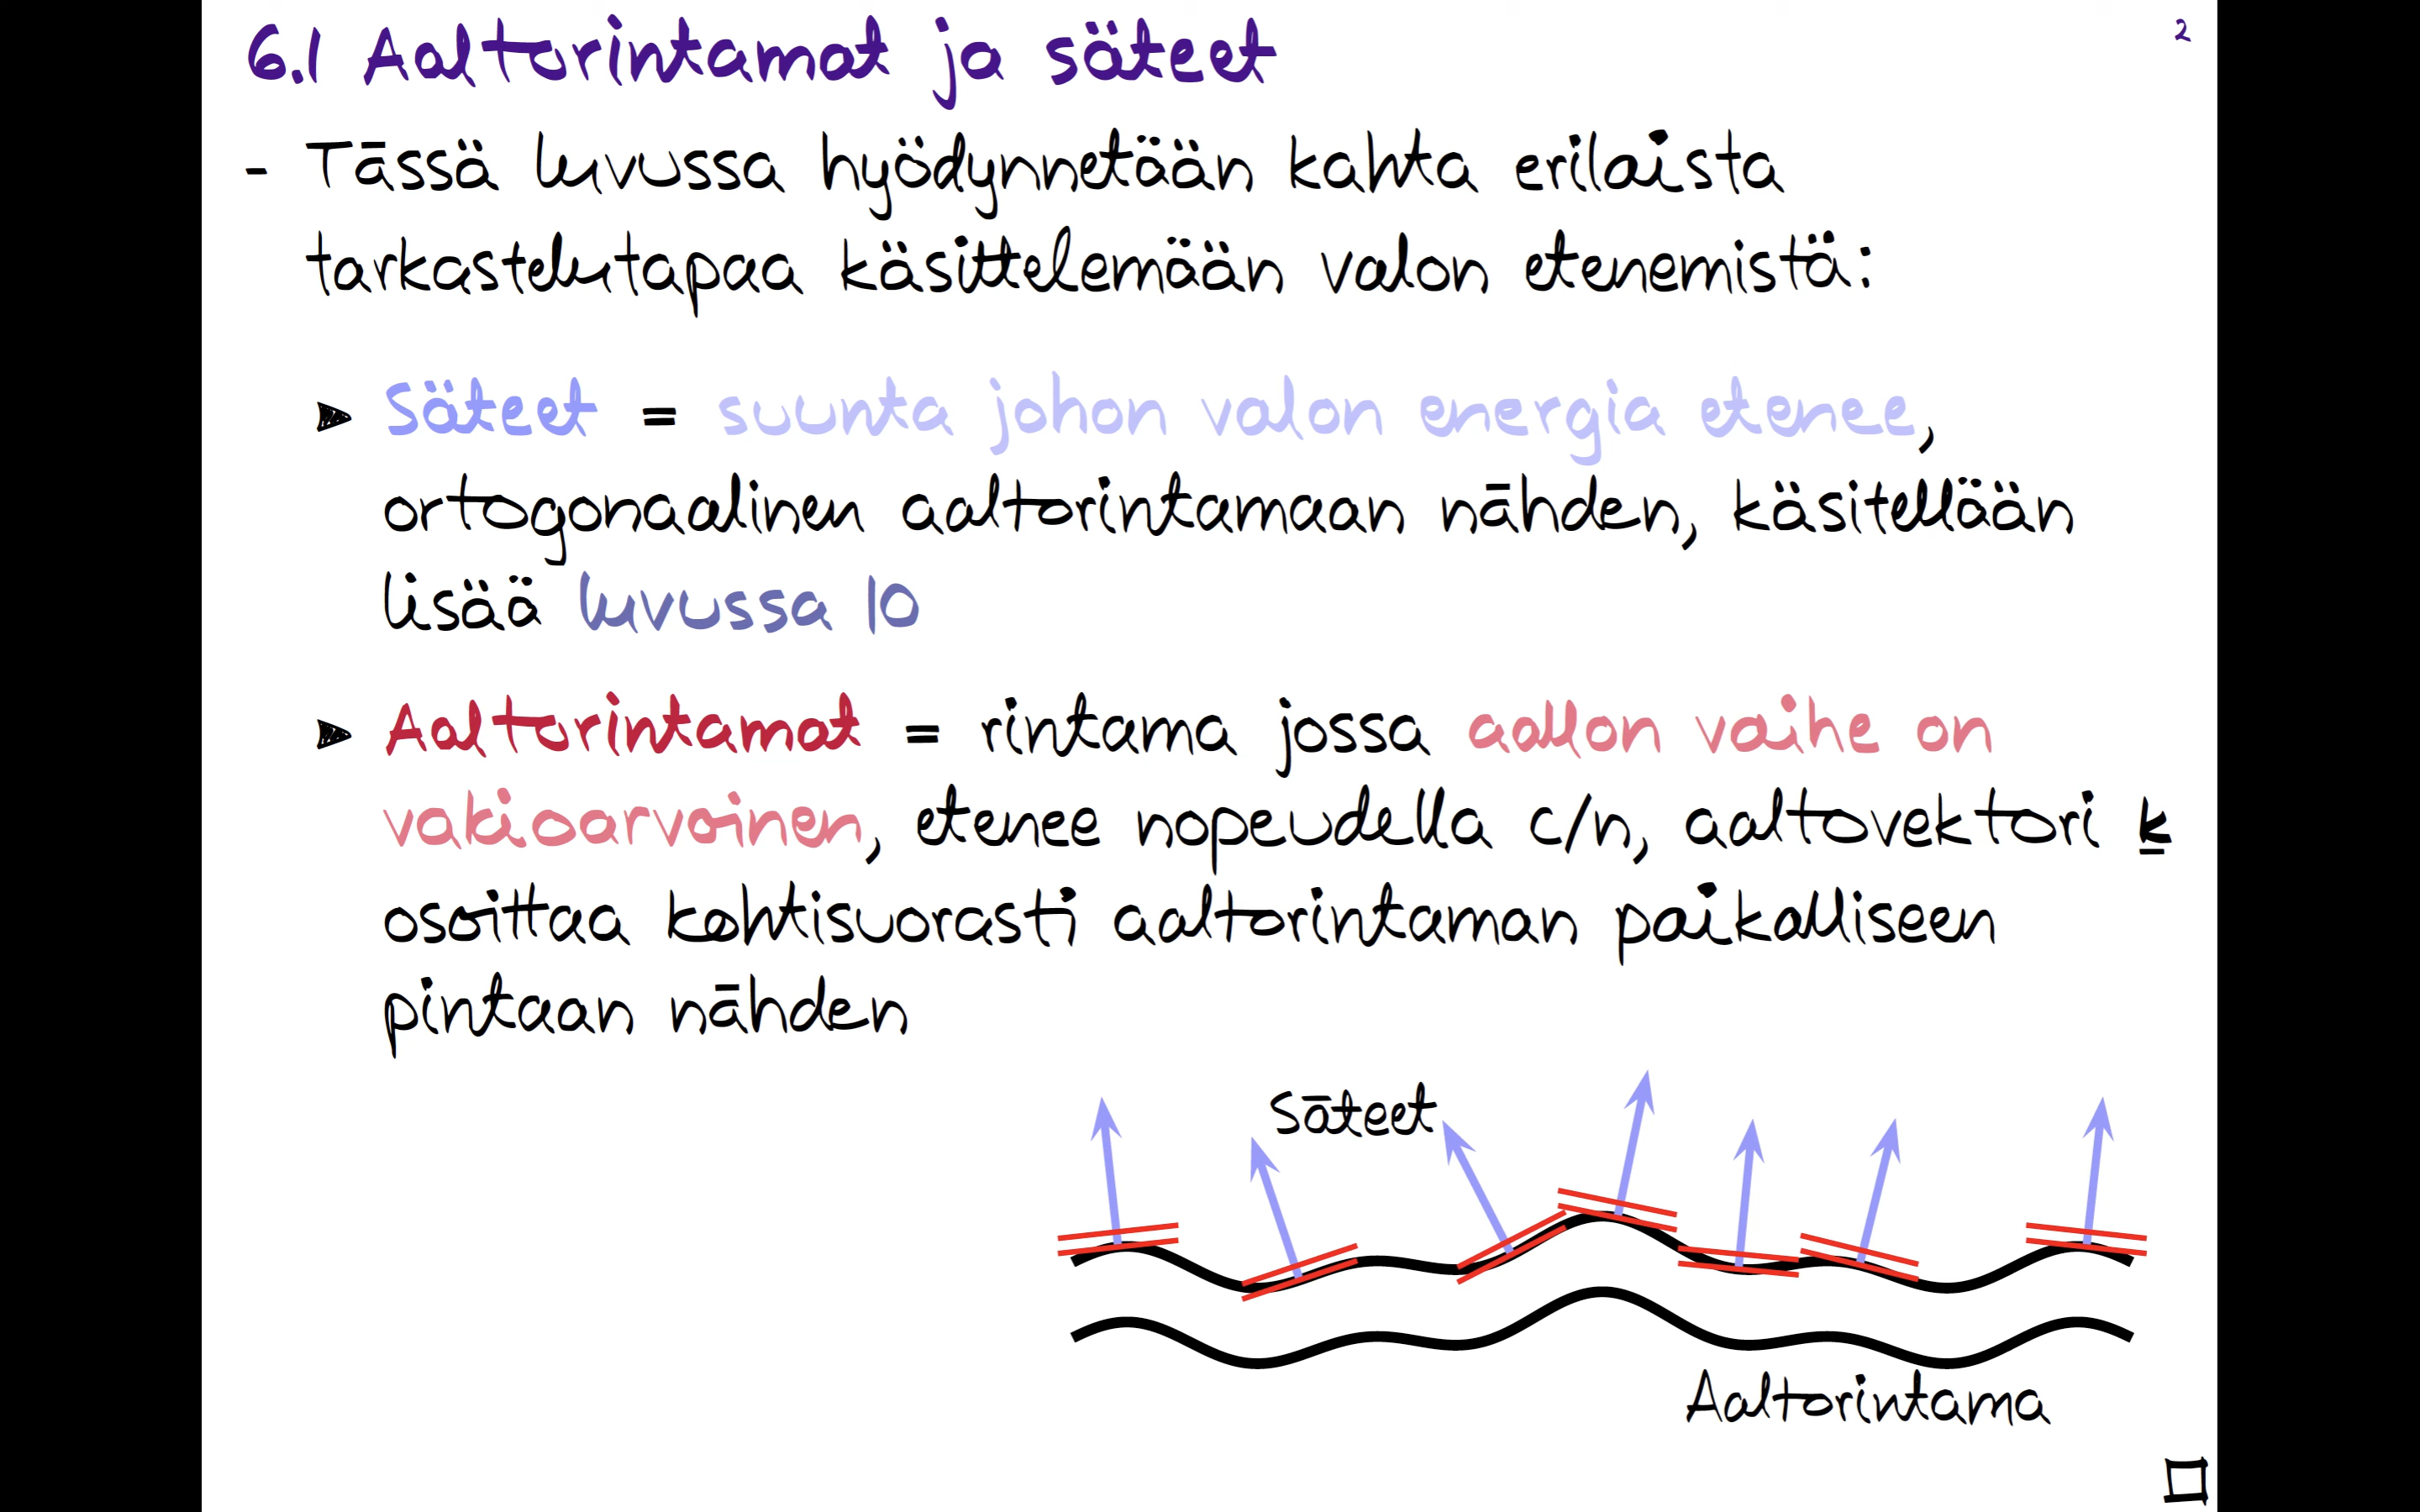 6.1 Aaltorintamat ja säteet
2
- Tässä luvussa hyödynnetään kahta erilaista
tarkastelutapaa käsittelemään valon etenemistä:
▶ Säteet = suunta johon valon energia etenee,
ortogonaalinen aaltorintamaan nähden, käsitellään
lisää luvussa 10
▶ Aaltorintamat = rintama jossa aallon vaihe on
vakioarvoinen, etenee nopeudella c/n, aaltovektori k
osoittaa kohtisuorasti aaltorintaman paikalliseen
pintaan nähden
Säteet
Aaltorintama